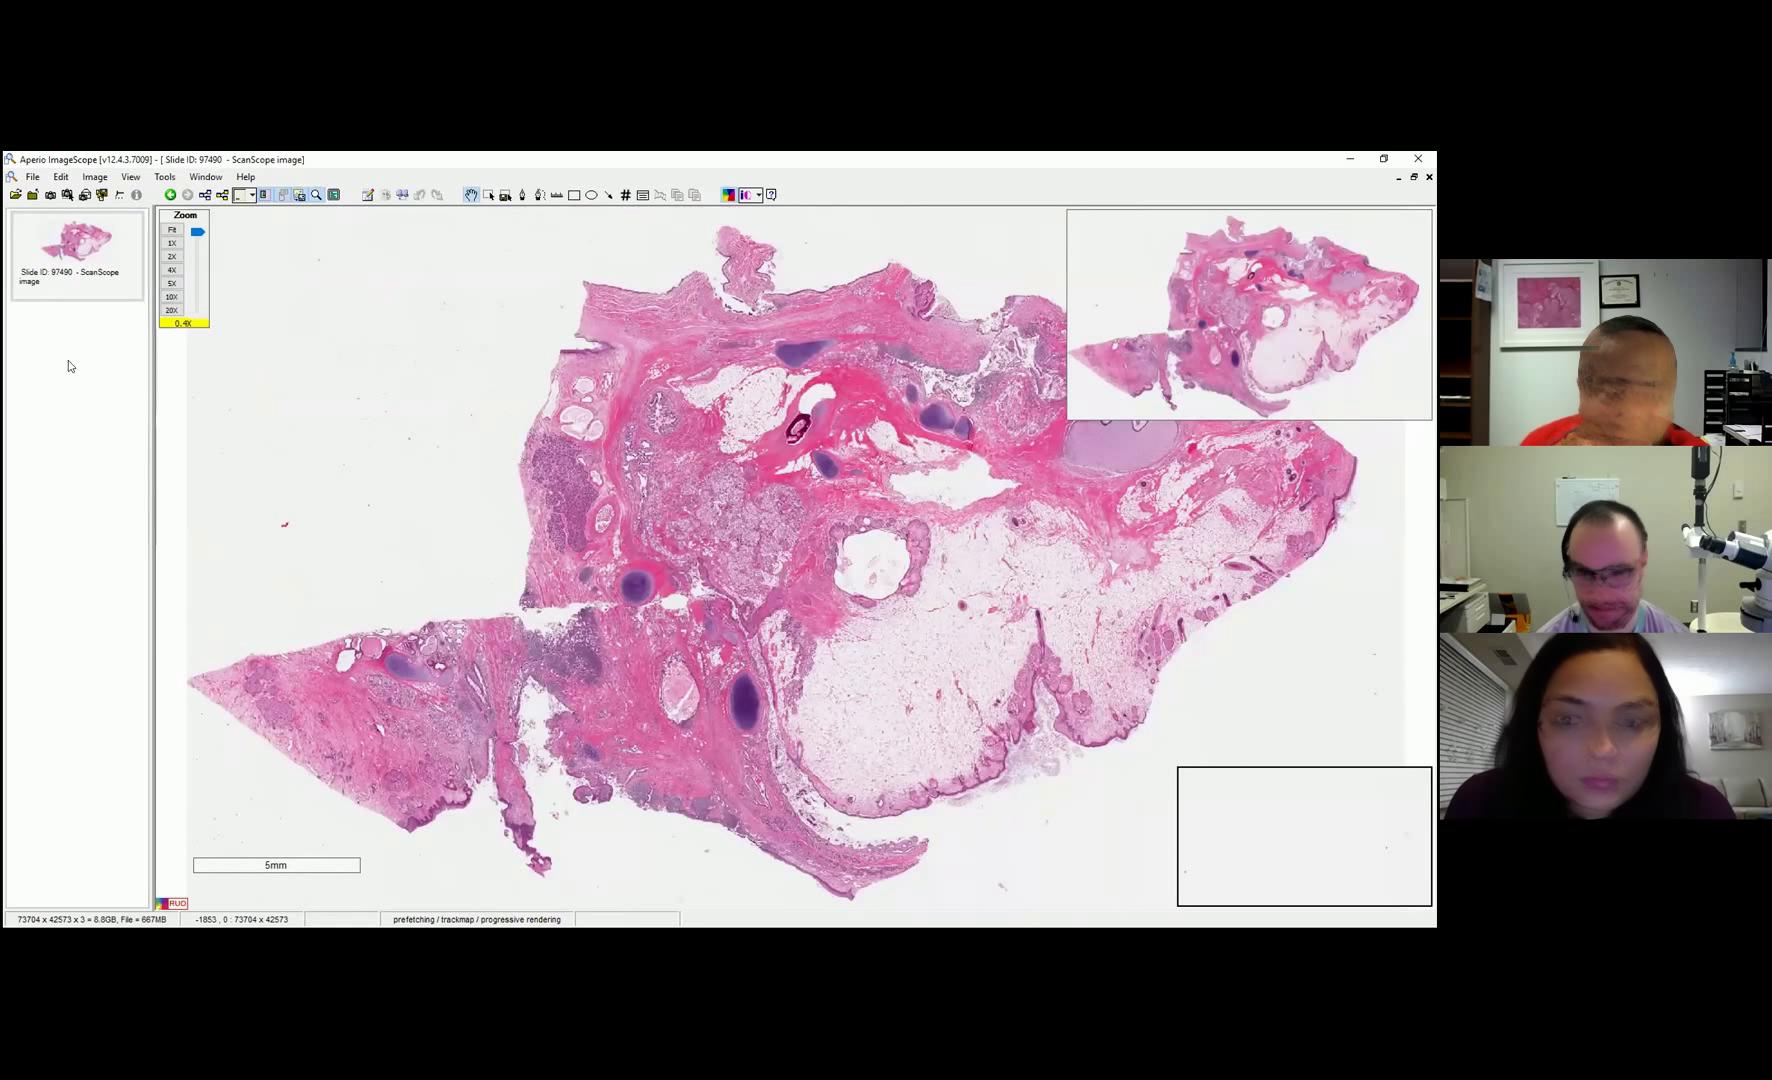 Aperio ImageScope [v12.4.3.7009] - [ Slide ID: 97490 - ScanScope image]
File Edit Image View Tools Window Help
Slide ID: 97490 - ScanScope
image
Zoom
Fit
1X
2X
4X
5X
10X
20X
0.4X
5mm
RUO
73704 x 42573 x 3 = 8.8GB, File = 667MB
-1853 , 0 : 73704 x 42573
prefetching / trackmap / progressive rendering